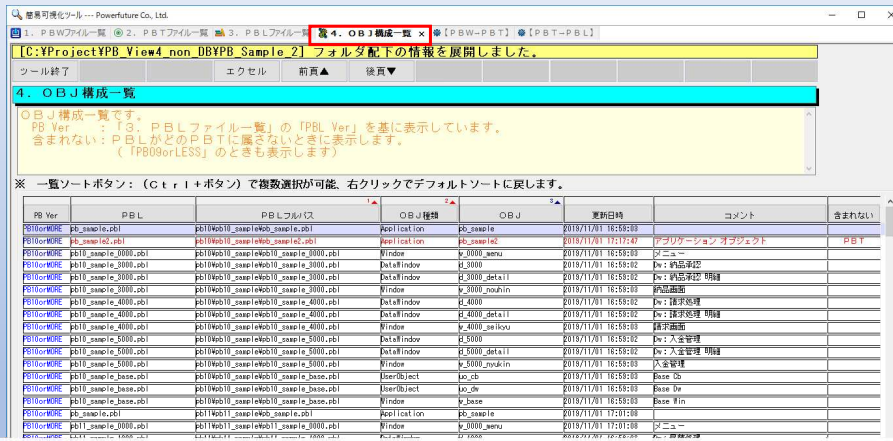 簡易可視化ツール --- Powerfuture Co., Ltd.
1．PBWファイル一覧 2．PBTファイル一覧 3．PBLファイル一覧 4．OBJ構成一覧 × 【PBW→PBT】 【PBT→PBL】
[C:¥Project¥PB_View4_non_DB¥PB_Sample_2] フォルダ配下の情報を展開しました。
ツール終了 エクセル 前頁▲ 後頁▼
4．OBJ構成一覧
OBJ構成一覧です。
PB Ver ：「3．PBLファイル一覧」の「PBL Ver」を基に表示しています。
含まれない：PBLがどのPBTに属さないときに表示します。
（「PB09orLESS」のときも表示します）
※ 一覧ソートボタン：（Ctrl+ボタン）で複数選択が可能、右クリックでデフォルトソートに戻します。
1▲ 2▲ 3▲
PB Ver PBL PBLフルパス OBJ種類 OBJ 更新日時 コメント 含まれない
PB10orMORE pb_sample.pbl pb10¥pb10_sample¥pb_sample.pbl Application pb_sample 2019/11/01 16:59:03
PB10orMORE pb_sample2.pbl pb10¥pb10_sample¥pb_sample2.pbl Application pb_sample2 2019/11/01 17:17:47 アプリケーション オブジェクト PBT
PB10orMORE pb10_sample_0000.pbl pb10¥pb10_sample¥pb10_sample_0000.pbl Window w_0000_menu 2019/11/01 16:59:03 メニュー
PB10orMORE pb10_sample_3000.pbl pb10¥pb10_sample¥pb10_sample_3000.pbl DataWindow d_3000 2019/11/01 16:59:02 Dw：納品承認
PB10orMORE pb10_sample_3000.pbl pb10¥pb10_sample¥pb10_sample_3000.pbl DataWindow d_3000_detail 2019/11/01 16:59:02 Dw：納品承認 明細
PB10orMORE pb10_sample_3000.pbl pb10¥pb10_sample¥pb10_sample_3000.pbl Window w_3000_nouhin 2019/11/01 16:59:03 納品画面
PB10orMORE pb10_sample_4000.pbl pb10¥pb10_sample¥pb10_sample_4000.pbl DataWindow d_4000 2019/11/01 16:59:02 Dw：請求処理
PB10orMORE pb10_sample_4000.pbl pb10¥pb10_sample¥pb10_sample_4000.pbl DataWindow d_4000_detail 2019/11/01 16:59:02 Dw：請求処理 明細
PB10orMORE pb10_sample_4000.pbl pb10¥pb10_sample¥pb10_sample_4000.pbl Window w_4000_seikyu 2019/11/01 16:59:03 請求画面
PB10orMORE pb10_sample_5000.pbl pb10¥pb10_sample¥pb10_sample_5000.pbl DataWindow d_5000 2019/11/01 16:59:02 Dw：入金管理
PB10orMORE pb10_sample_5000.pbl pb10¥pb10_sample¥pb10_sample_5000.pbl DataWindow d_5000_detail 2019/11/01 16:59:02 Dw：入金管理 明細
PB10orMORE pb10_sample_5000.pbl pb10¥pb10_sample¥pb10_sample_5000.pbl Window w_5000_nyukin 2019/11/01 16:59:03 入金管理
PB10orMORE pb10_sample_base.pbl pb10¥pb10_sample¥pb10_sample_base.pbl UserObject uo_cb 2019/11/01 16:59:03 Base Cb
PB10orMORE pb10_sample_base.pbl pb10¥pb10_sample¥pb10_sample_base.pbl UserObject uo_dw 2019/11/01 16:59:03 Base Dw
PB10orMORE pb10_sample_base.pbl pb10¥pb10_sample¥pb10_sample_base.pbl Window w_base 2019/11/01 16:59:03 Base Win
PB10orMORE pb_sample.pbl pb11¥pb11_sample¥pb_sample.pbl Application pb_sample 2019/11/01 17:01:08
PB10orMORE pb11_sample_0000.pbl pb11¥pb11_sample¥pb11_sample_0000.pbl Window w_0000_menu 2019/11/01 17:01:08 メニュー